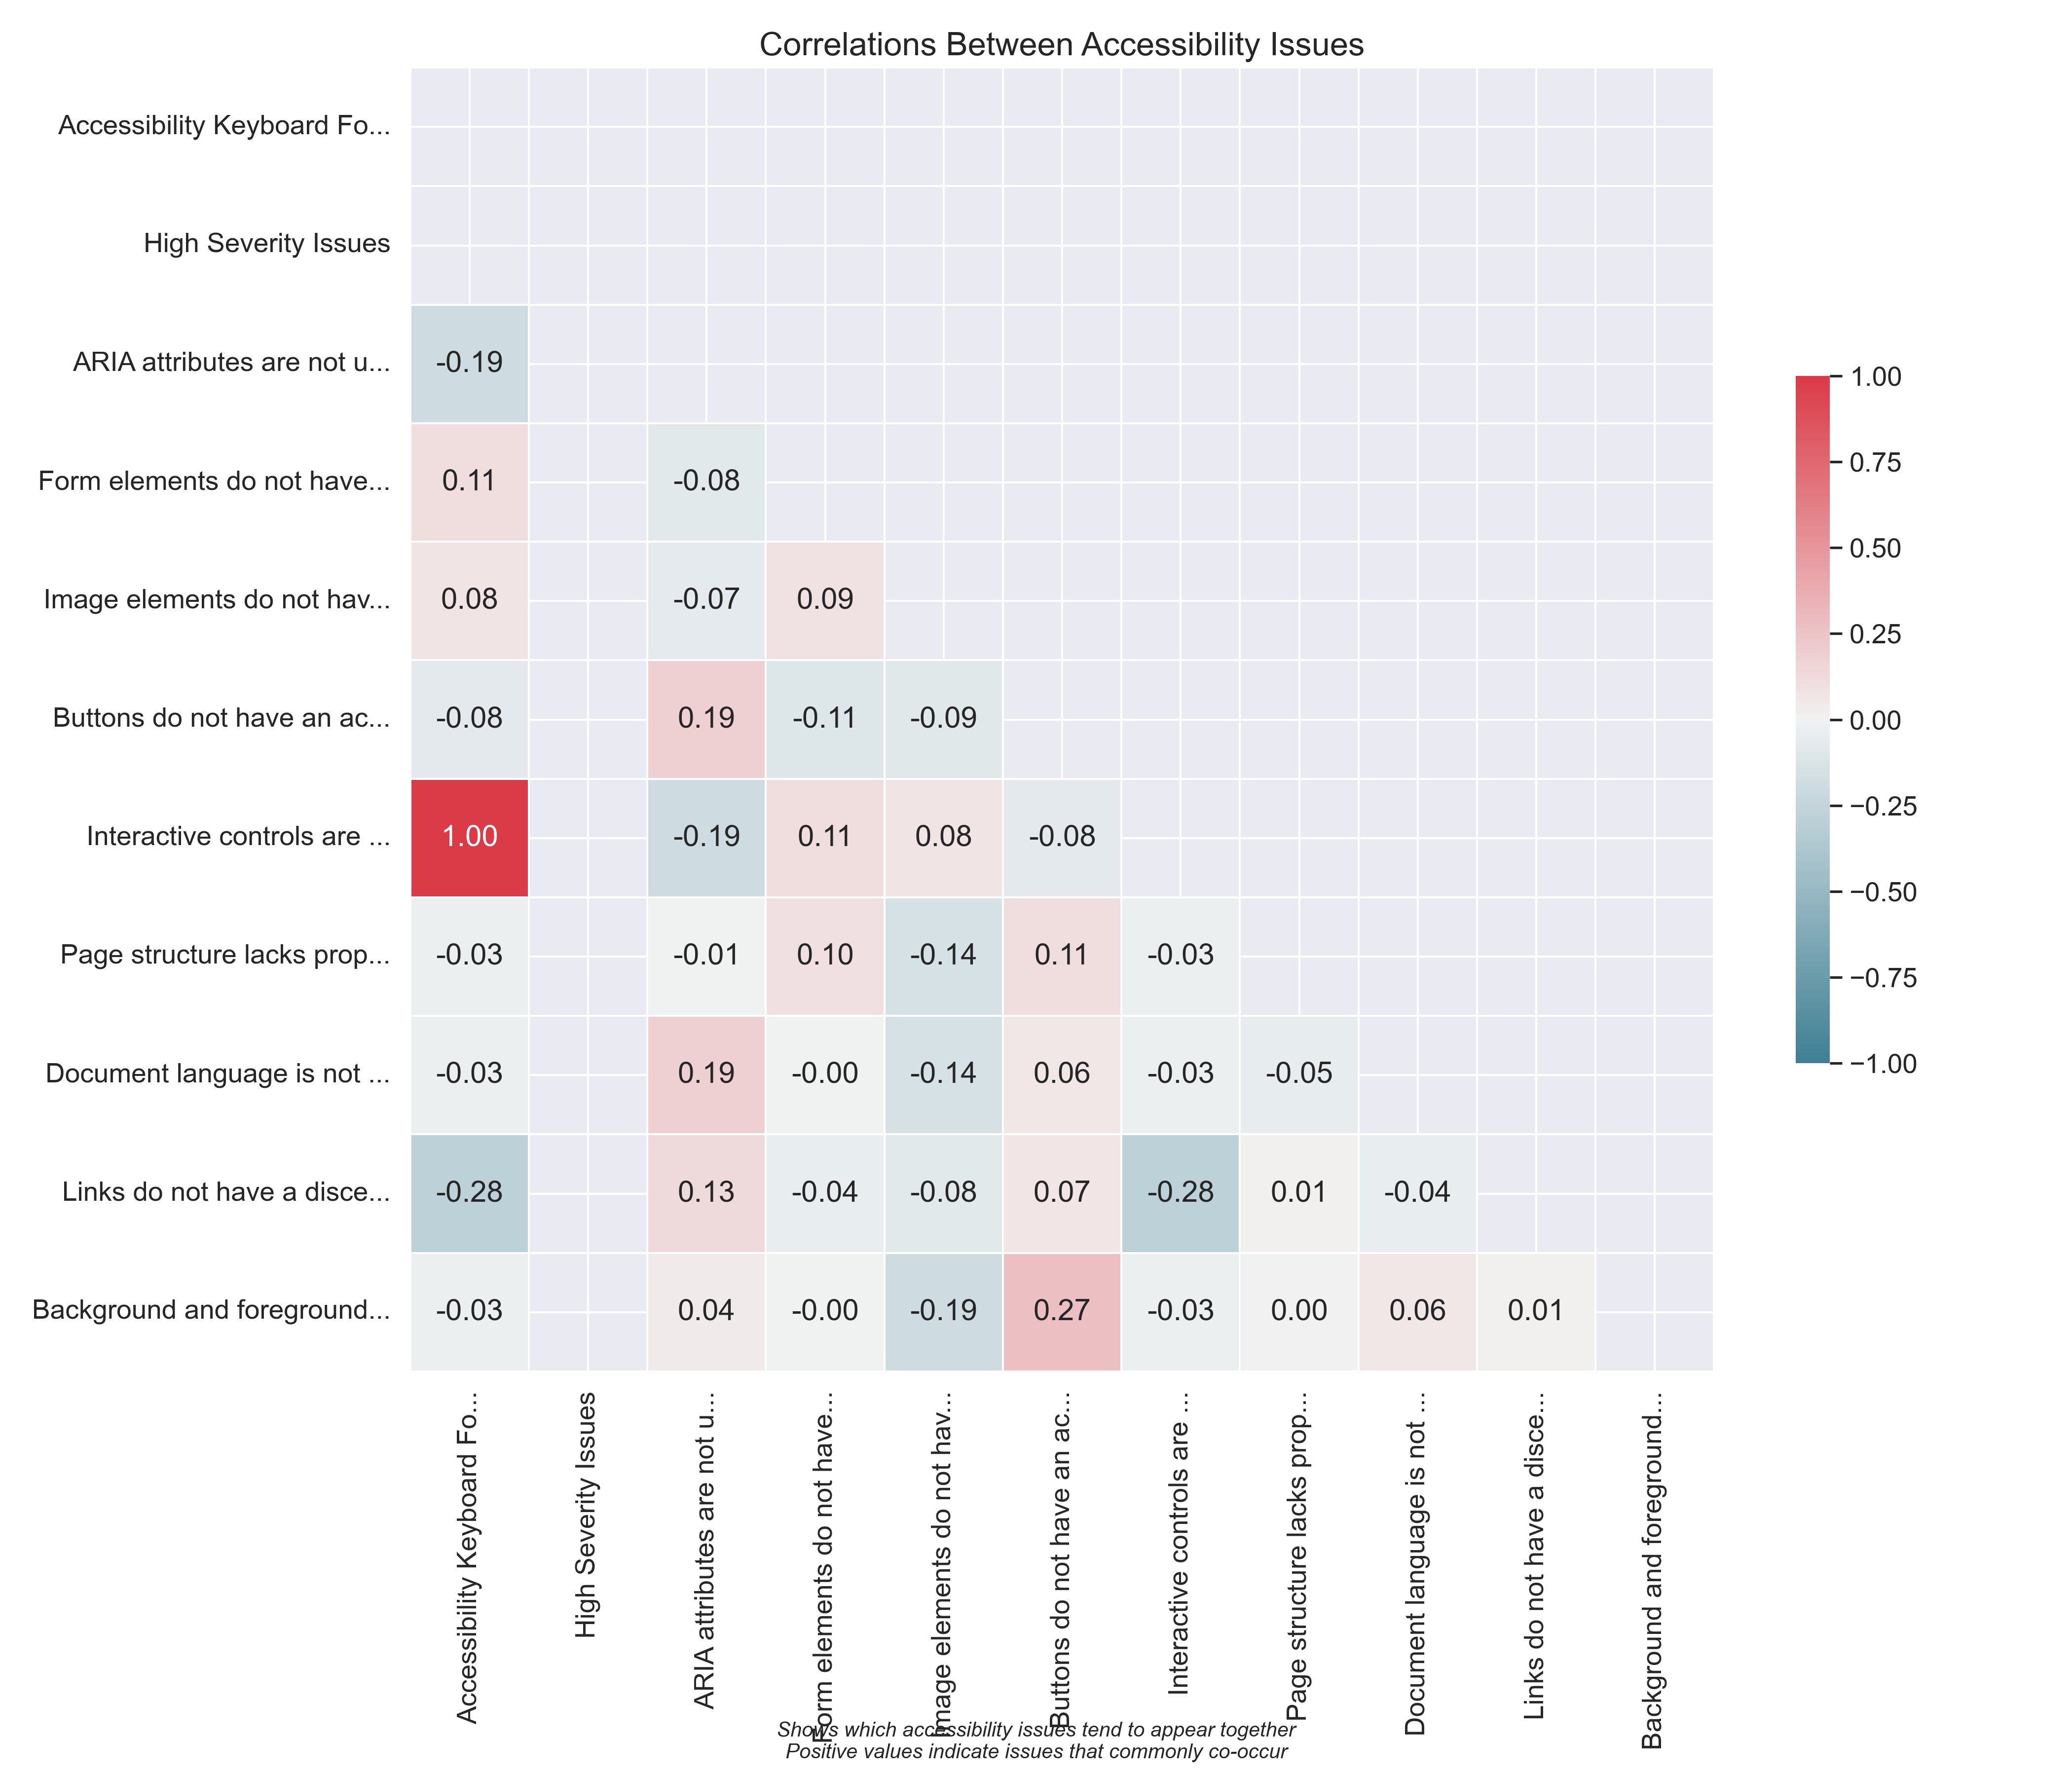 Correlations Between Accessibility Issues
Accessibility Keyboard Fo...
High Severity Issues
ARIA attributes are not u...
-0.19
Form elements do not have...
0.11 -0.08
Image elements do not hav...
0.08 -0.07 0.09
Buttons do not have an ac...
-0.08 0.19 -0.11 -0.09
Interactive controls are ...
1.00 -0.19 0.11 0.08 -0.08
Page structure lacks prop...
-0.03 -0.01 0.10 -0.14 0.11 -0.03
Document language is not ...
-0.03 0.19 -0.00 -0.14 0.06 -0.03 -0.05
Links do not have a disce...
-0.28 0.13 -0.04 -0.08 0.07 -0.28 0.01 -0.04
Background and foreground...
-0.03 0.04 -0.00 -0.19 0.27 -0.03 0.00 0.06 0.01
1.00
0.75
0.50
0.25
0.00
−0.25
−0.50
−0.75
−1.00
Accessibility Keyboard Fo...
High Severity Issues
ARIA attributes are not u...
Form elements do not have...
Image elements do not hav...
Buttons do not have an ac...
Interactive controls are ...
Page structure lacks prop...
Document language is not ...
Links do not have a disce...
Background and foreground...
Shows which accessibility issues tend to appear together
Positive values indicate issues that commonly co-occur